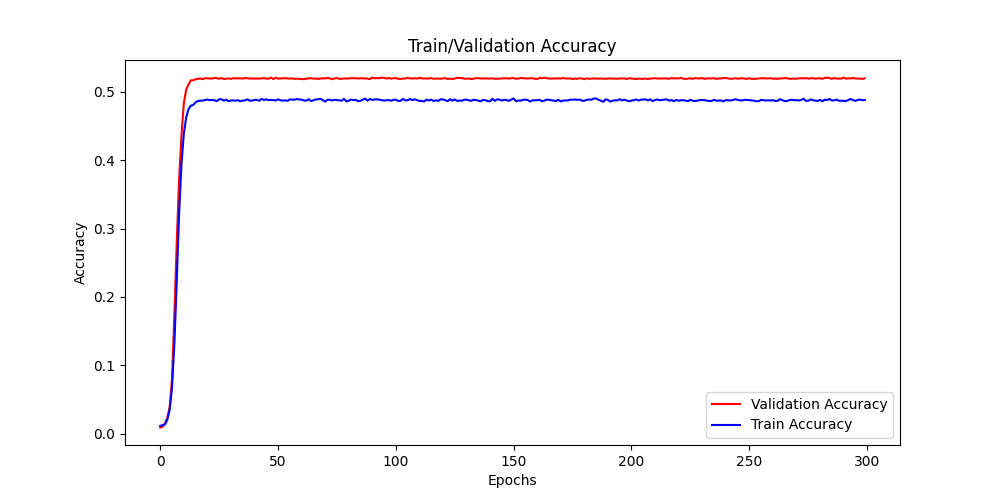 Train/Validation Accuracy
Accuracy
0.5
0.4
0.3
0.2
0.1
0.0
0 50 100 150 200 250 300
Epochs
Validation Accuracy
Train Accuracy